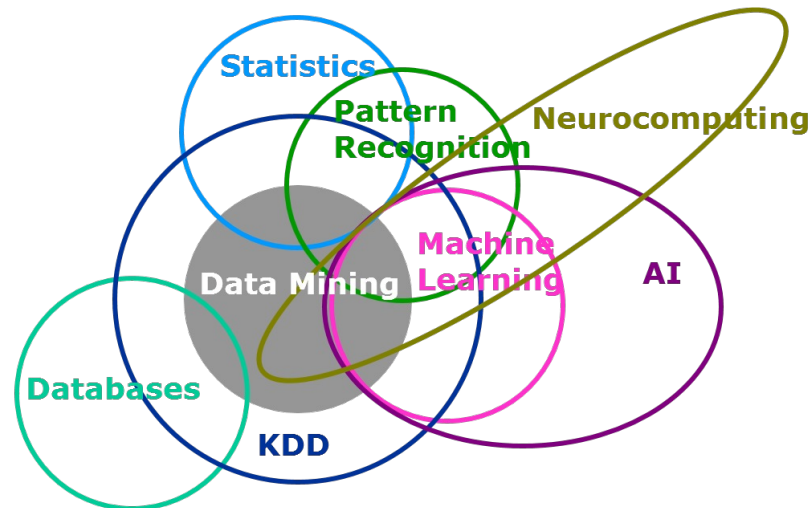 Statistics
Pattern
Recognition
Neurocomputing
Machine
Learning
AI
Data Mining
Databases
KDD